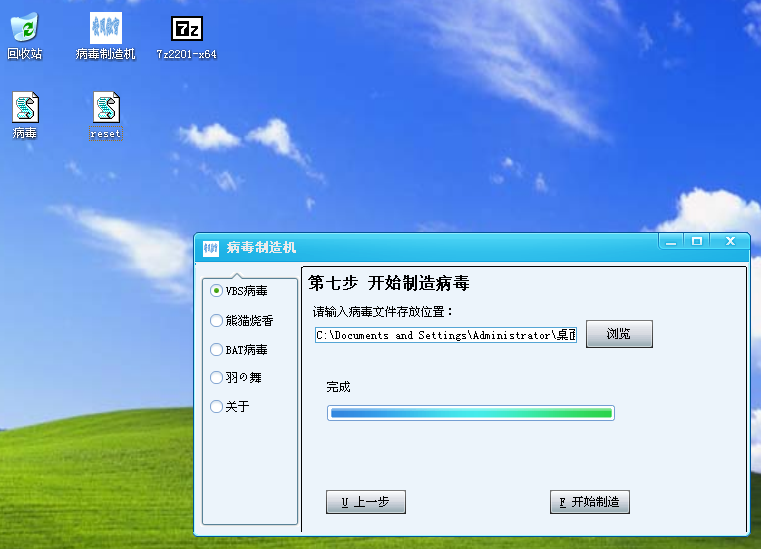 回收站
病毒制造机
7z
7z2201-x64
病毒
reset
病毒制造机
VBS病毒
熊猫烧香
BAT病毒
羽の舞
关于
第七步 开始制造病毒
请输入病毒文件存放位置：
C:\Documents and Settings\Administrator\桌面
浏览
完成
U 上一步
F 开始制造